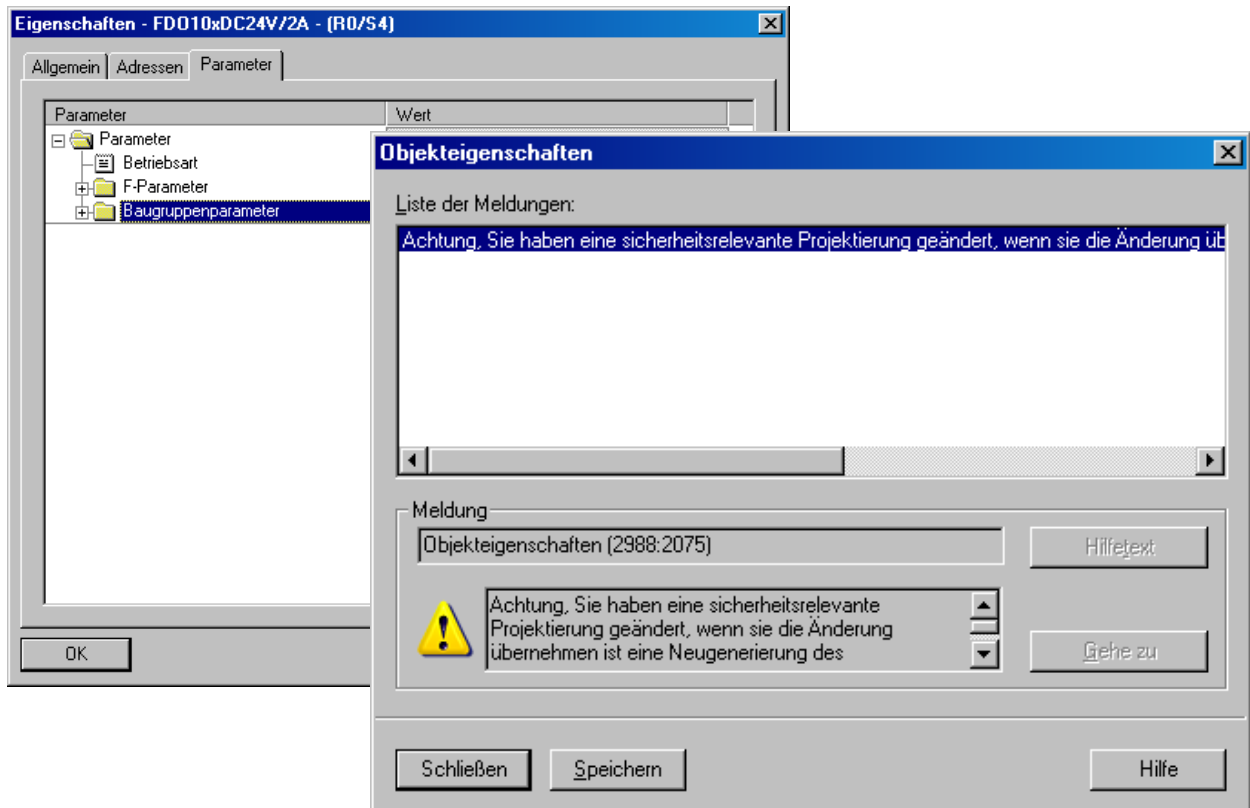 Eigenschaften - FDO10xDC24V/2A - (R0/S4)
Allgemein Adressen Parameter
Parameter Wert
Parameter
Betriebsart
F-Parameter
Baugruppenparameter
OK
Objekteigenschaften
Liste der Meldungen:
Achtung, Sie haben eine sicherheitsrelevante Projektierung geändert, wenn sie die Änderung üb
Meldung
Objekteigenschaften (2988:2075)
Hilfetext
Achtung, Sie haben eine sicherheitsrelevante
Projektierung geändert, wenn sie die Änderung
übernehmen ist eine Neugenerierung des
Gehe zu
Schließen Speichern Hilfe